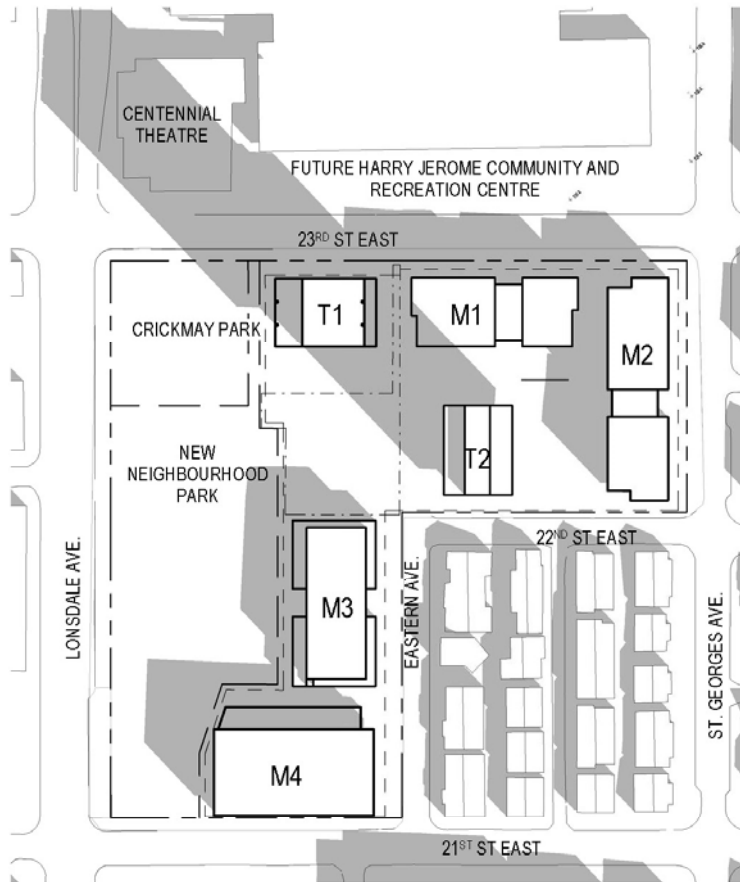 CENTENNIAL
THEATRE
FUTURE HARRY JEROME COMMUNITY AND
RECREATION CENTRE
23RD ST EAST
CRICKMAY PARK
T1
M1
M2
NEW
NEIGHBOURHOOD
PARK
T2
22ND ST EAST
LONSDALE AVE.
M3
EASTERN AVE.
ST. GEORGES AVE.
M4
21ST ST EAST